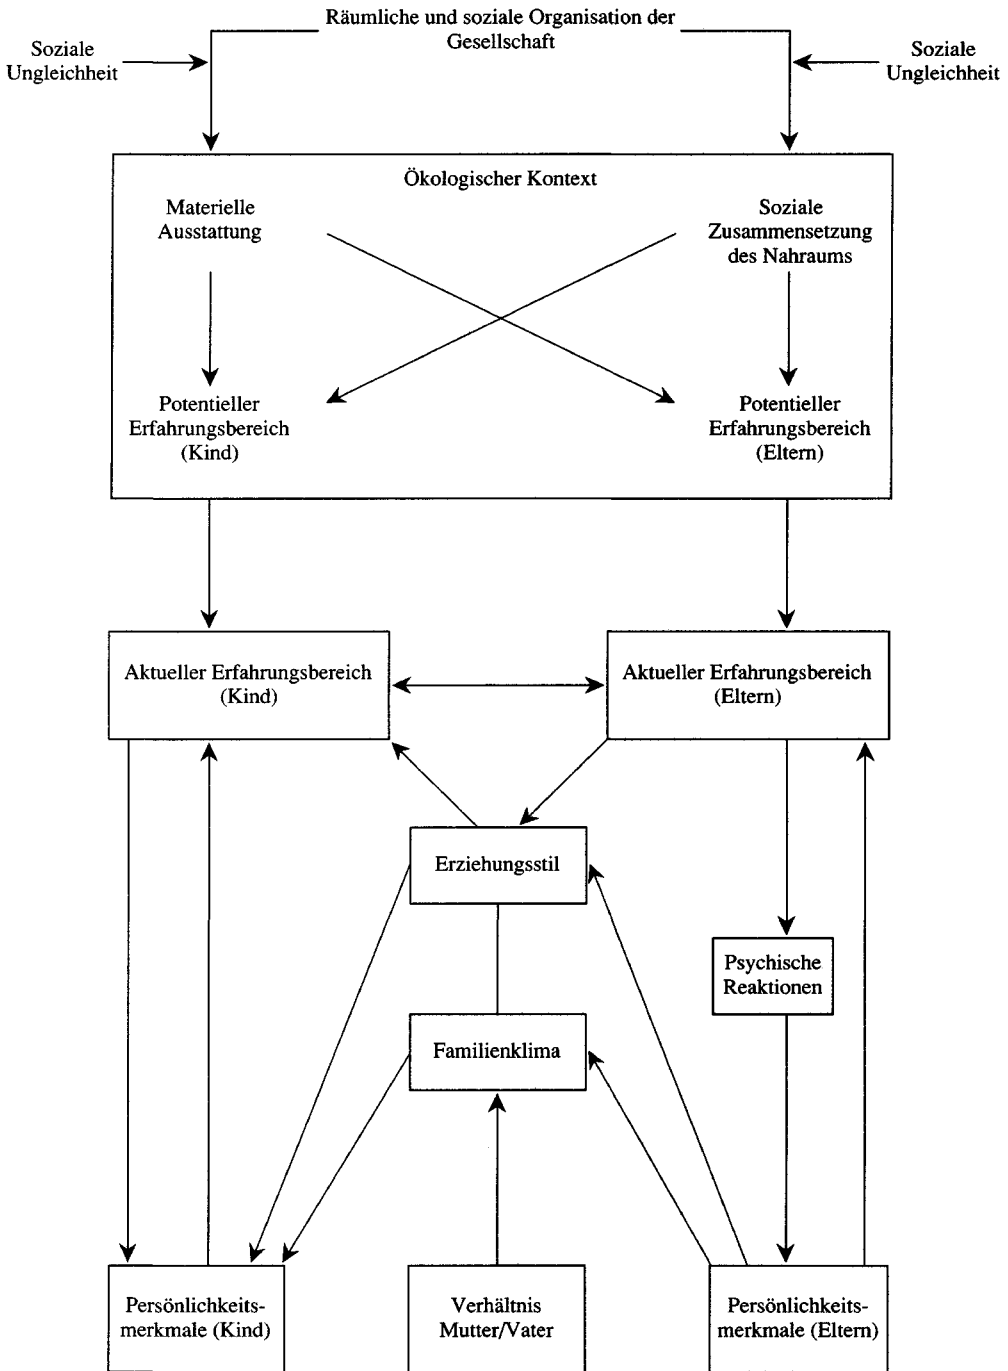 Räumliche und soziale Organisation der
Gesellschaft
Soziale
Ungleichheit
Soziale
Ungleichheit
Ökologischer Kontext
Materielle
Ausstattung
Soziale
Zusammensetzung
des Nahraums
Potentieller
Erfahrungsbereich
(Kind)
Potentieller
Erfahrungsbereich
(Eltern)
Aktueller Erfahrungsbereich
(Kind)
Aktueller Erfahrungsbereich
(Eltern)
Erziehungsstil
Psychische
Reaktionen
Familienklima
Persönlichkeits-
merkmale (Kind)
Verhältnis
Mutter/Vater
Persönlichkeits-
merkmale (Eltern)